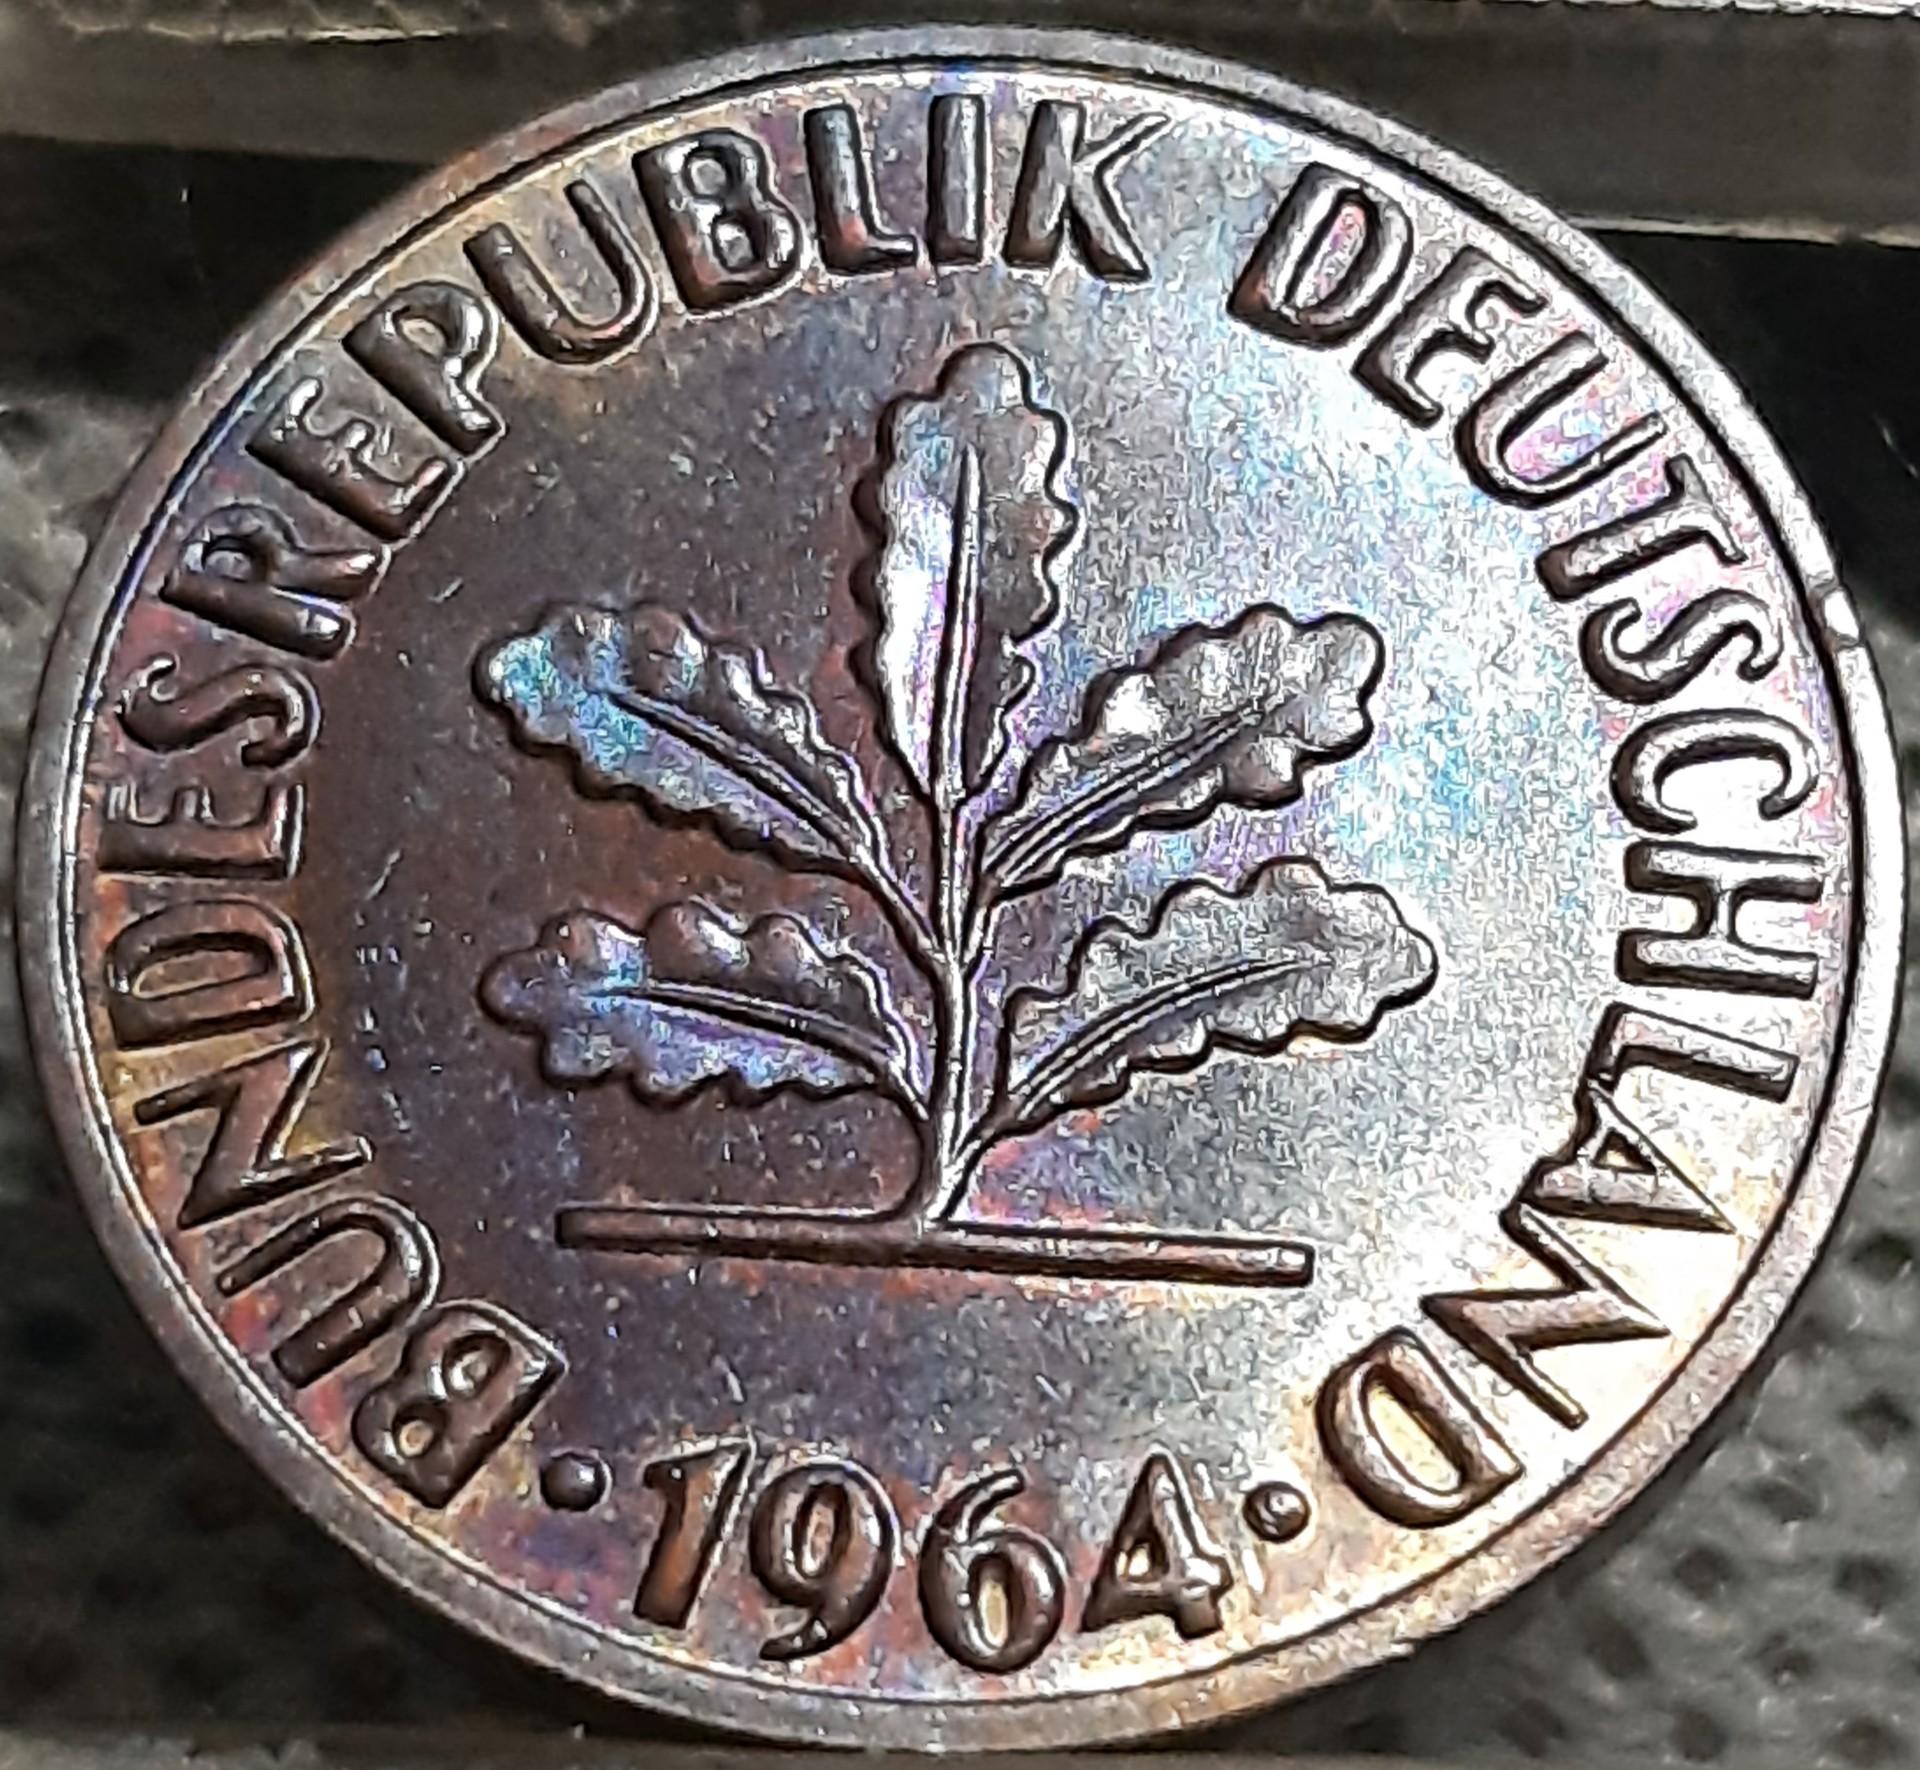 BUNDESREPUBLIK DEUTSCHLAND
· 1964 ·